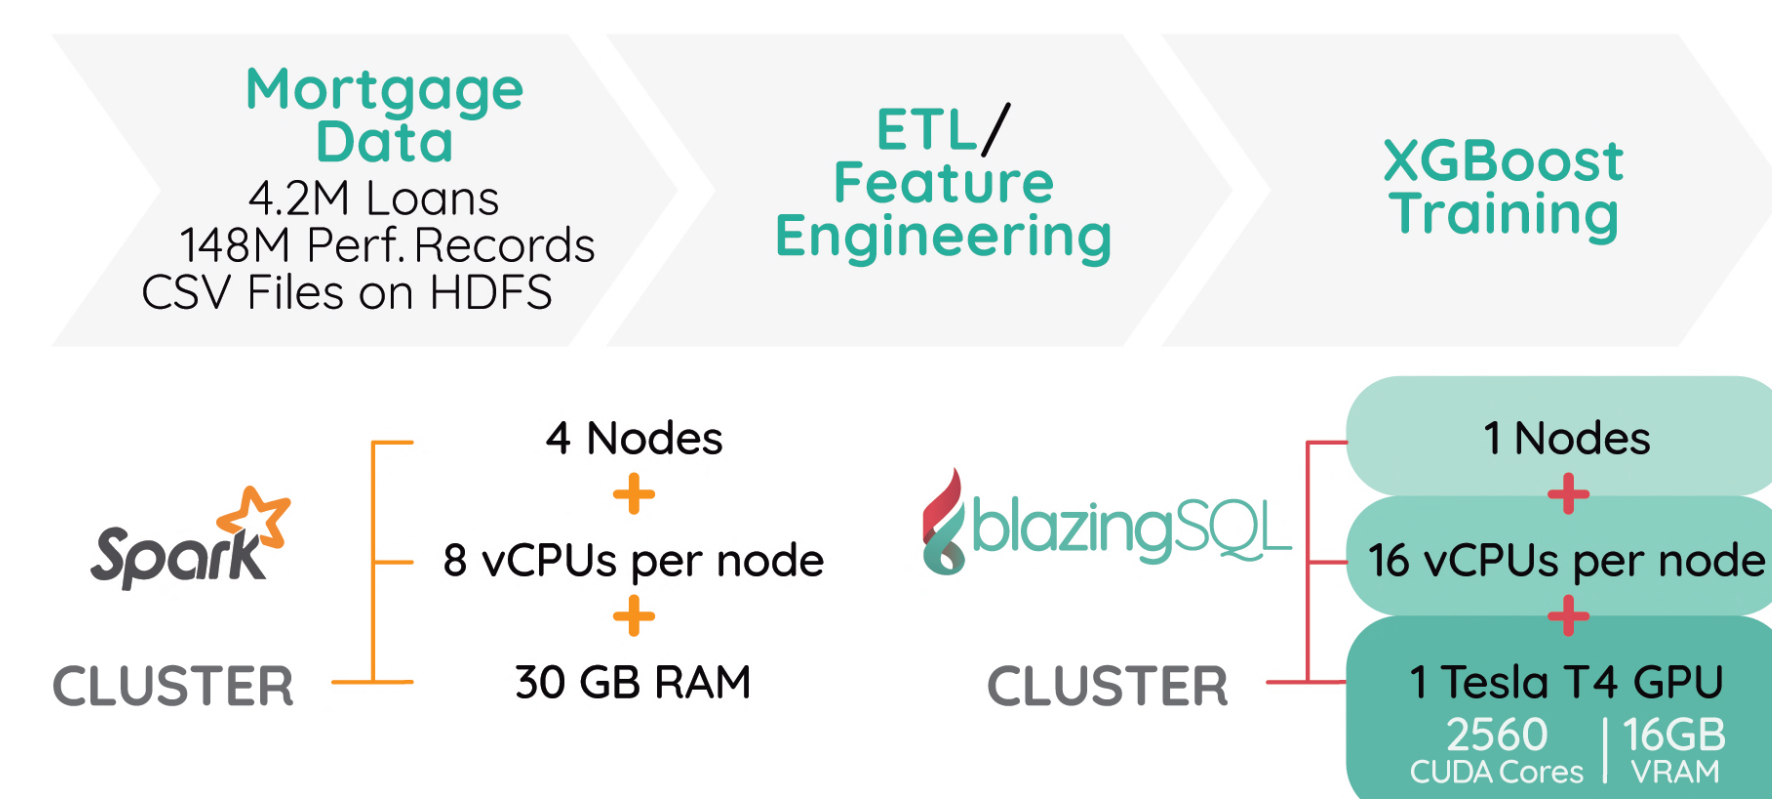 Mortgage
Data
4.2M Loans
148M Perf. Records
CSV Files on HDFS
ETL/
Feature
Engineering
XGBoost
Training
Spark
CLUSTER
4 Nodes
+
8 vCPUs per node
+
30 GB RAM
blazingSQL
CLUSTER
1 Nodes
+
16 vCPUs per node
+
1 Tesla T4 GPU
2560 | 16GB
CUDA Cores | VRAM